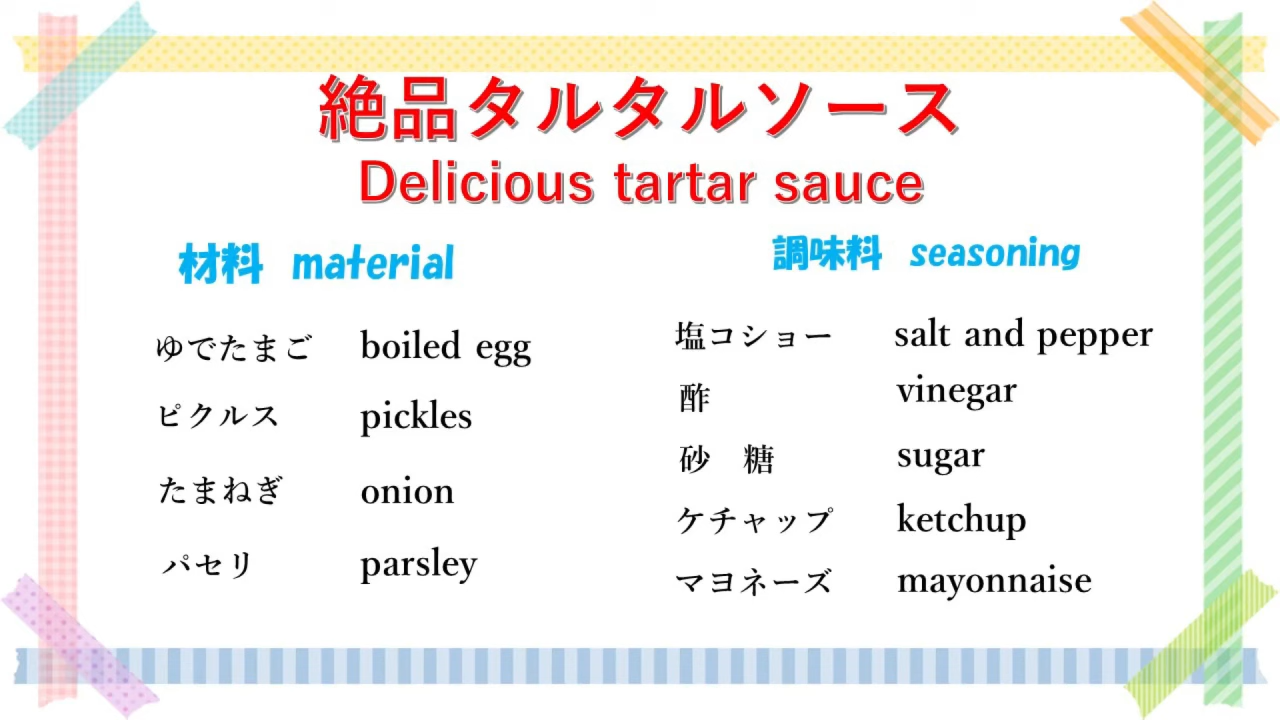 絶品タルタルソース
Delicious tartar sauce
材料 material
ゆでたまご boiled egg
ピクルス pickles
たまねぎ onion
パセリ parsley
調味料 seasoning
塩コショー salt and pepper
酢 vinegar
砂 糖 sugar
ケチャップ ketchup
マヨネーズ mayonnaise